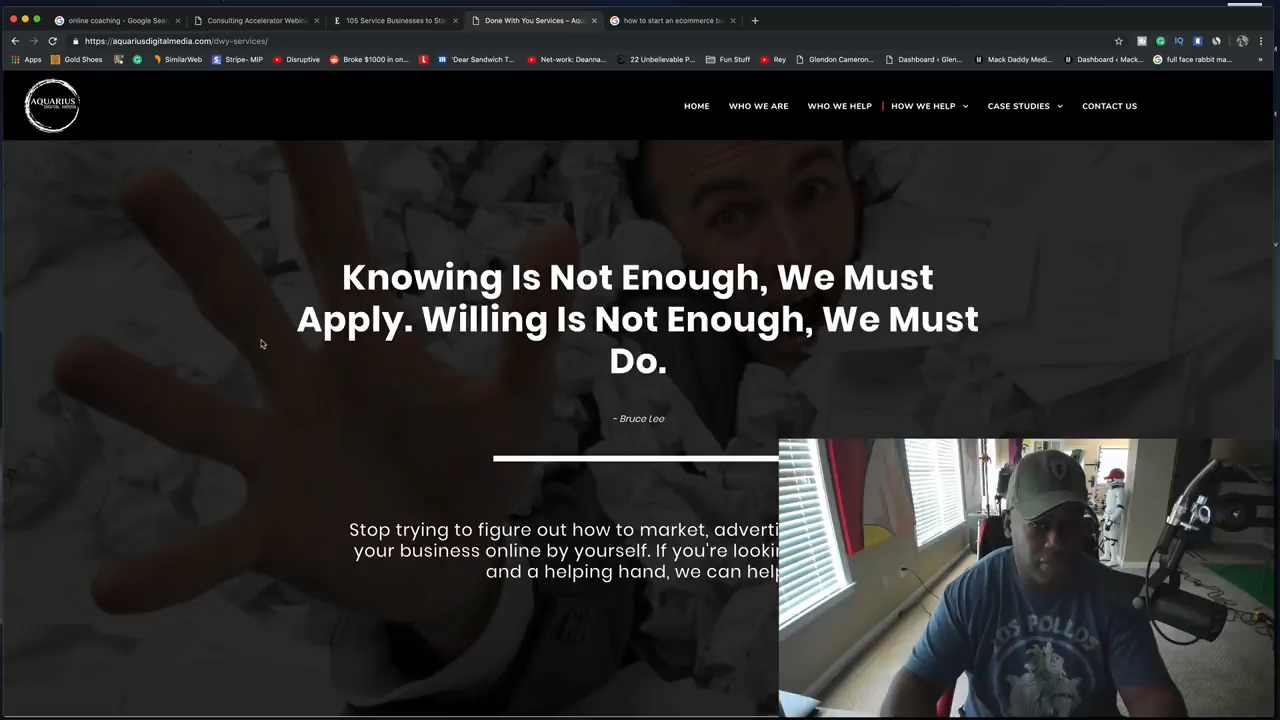 online coaching - Google Sear
Consulting Accelerator Webin
105 Service Businesses to Sta
Done With You Services – Aqu
how to start an ecommerce bu
https://aquariusdigitalmedia.com/dwy-services/
Apps
Gold Shoes
SimilarWeb
Stripe- MIP
Disruptive
Broke $1000 in on...
'Dear Sandwich T...
Net-work: Deanna...
22 Unbelievable P...
Fun Stuff
Rey
Glendon Cameron...
Dashboard ‹ Glen...
Mack Daddy Medi...
Dashboard ‹ Mack...
full face rabbit ma...
AQUARIUS
DIGITAL MEDIA
HOME
WHO WE ARE
WHO WE HELP
HOW WE HELP
CASE STUDIES
CONTACT US
Knowing Is Not Enough, We Must
Apply. Willing Is Not Enough, We Must
Do.
- Bruce Lee
Stop trying to figure out how to market, adverti
your business online by yourself. If you're looki
and a helping hand, we can help
LOS POLLOS